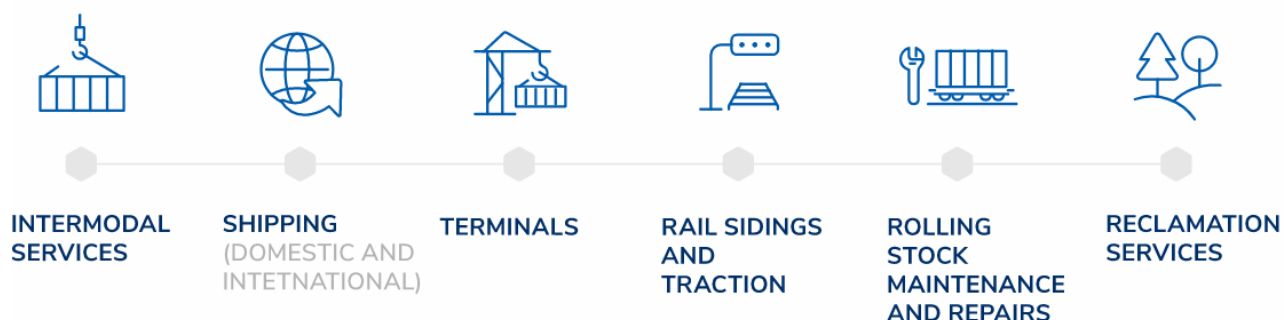 INTERMODAL
SERVICES
SHIPPING
(DOMESTIC AND
INTETNATIONAL)
TERMINALS
RAIL SIDINGS
AND
TRACTION
ROLLING
STOCK
MAINTENANCE
AND REPAIRS
RECLAMATION
SERVICES